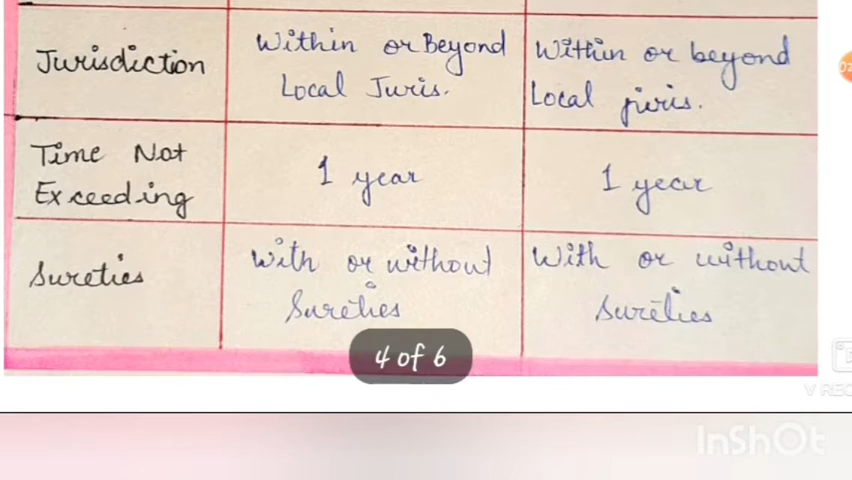 Jurisdiction
Within or Beyond
Local Juris.
Within or beyond
Local juris.
Time Not
Exceeding
1 year
1 year
Sureties
With or without
Sureties
With or without
Sureties
4 of 6
V REC
InShOt